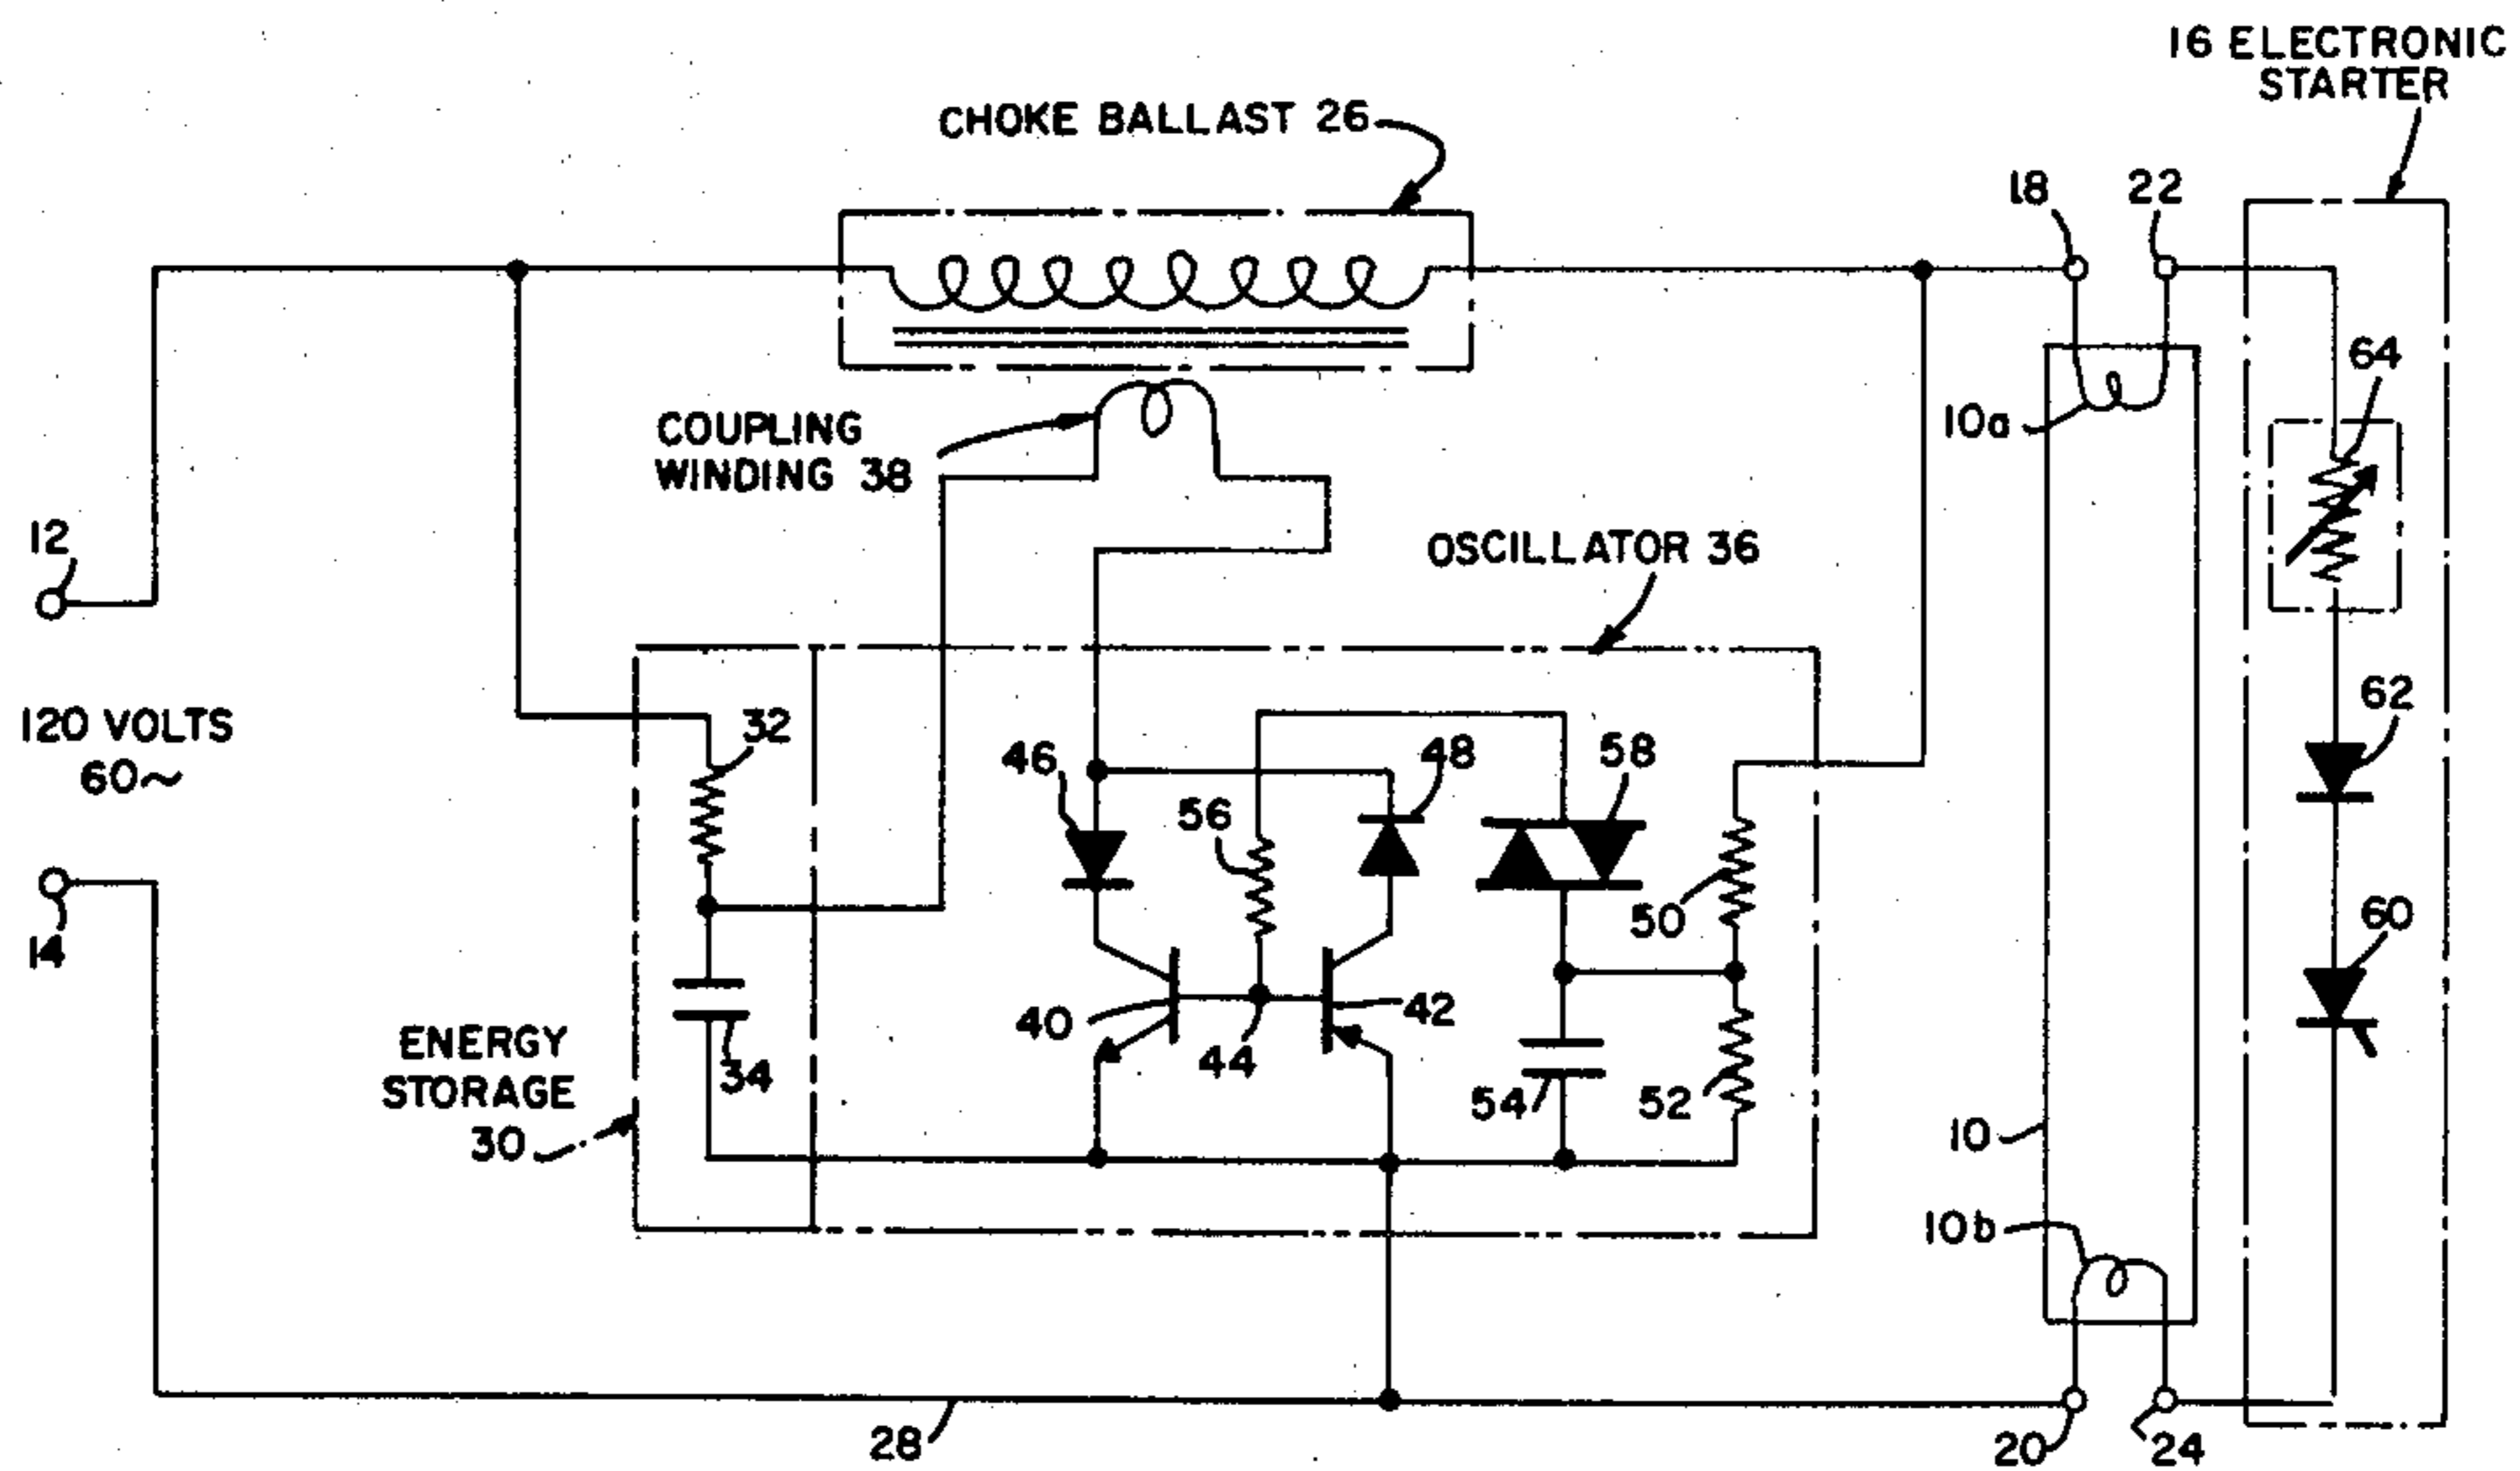 16 ELECTRONIC
STARTER
CHOKE BALLAST 26
18
22
64
10a
COUPLING
WINDING 38
12
OSCILLATOR 36
62
120 VOLTS
60~
32
46
48
58
56
50
60
14
40
44
42
ENERGY
STORAGE
30
34
54
52
10
10b
28
20
24